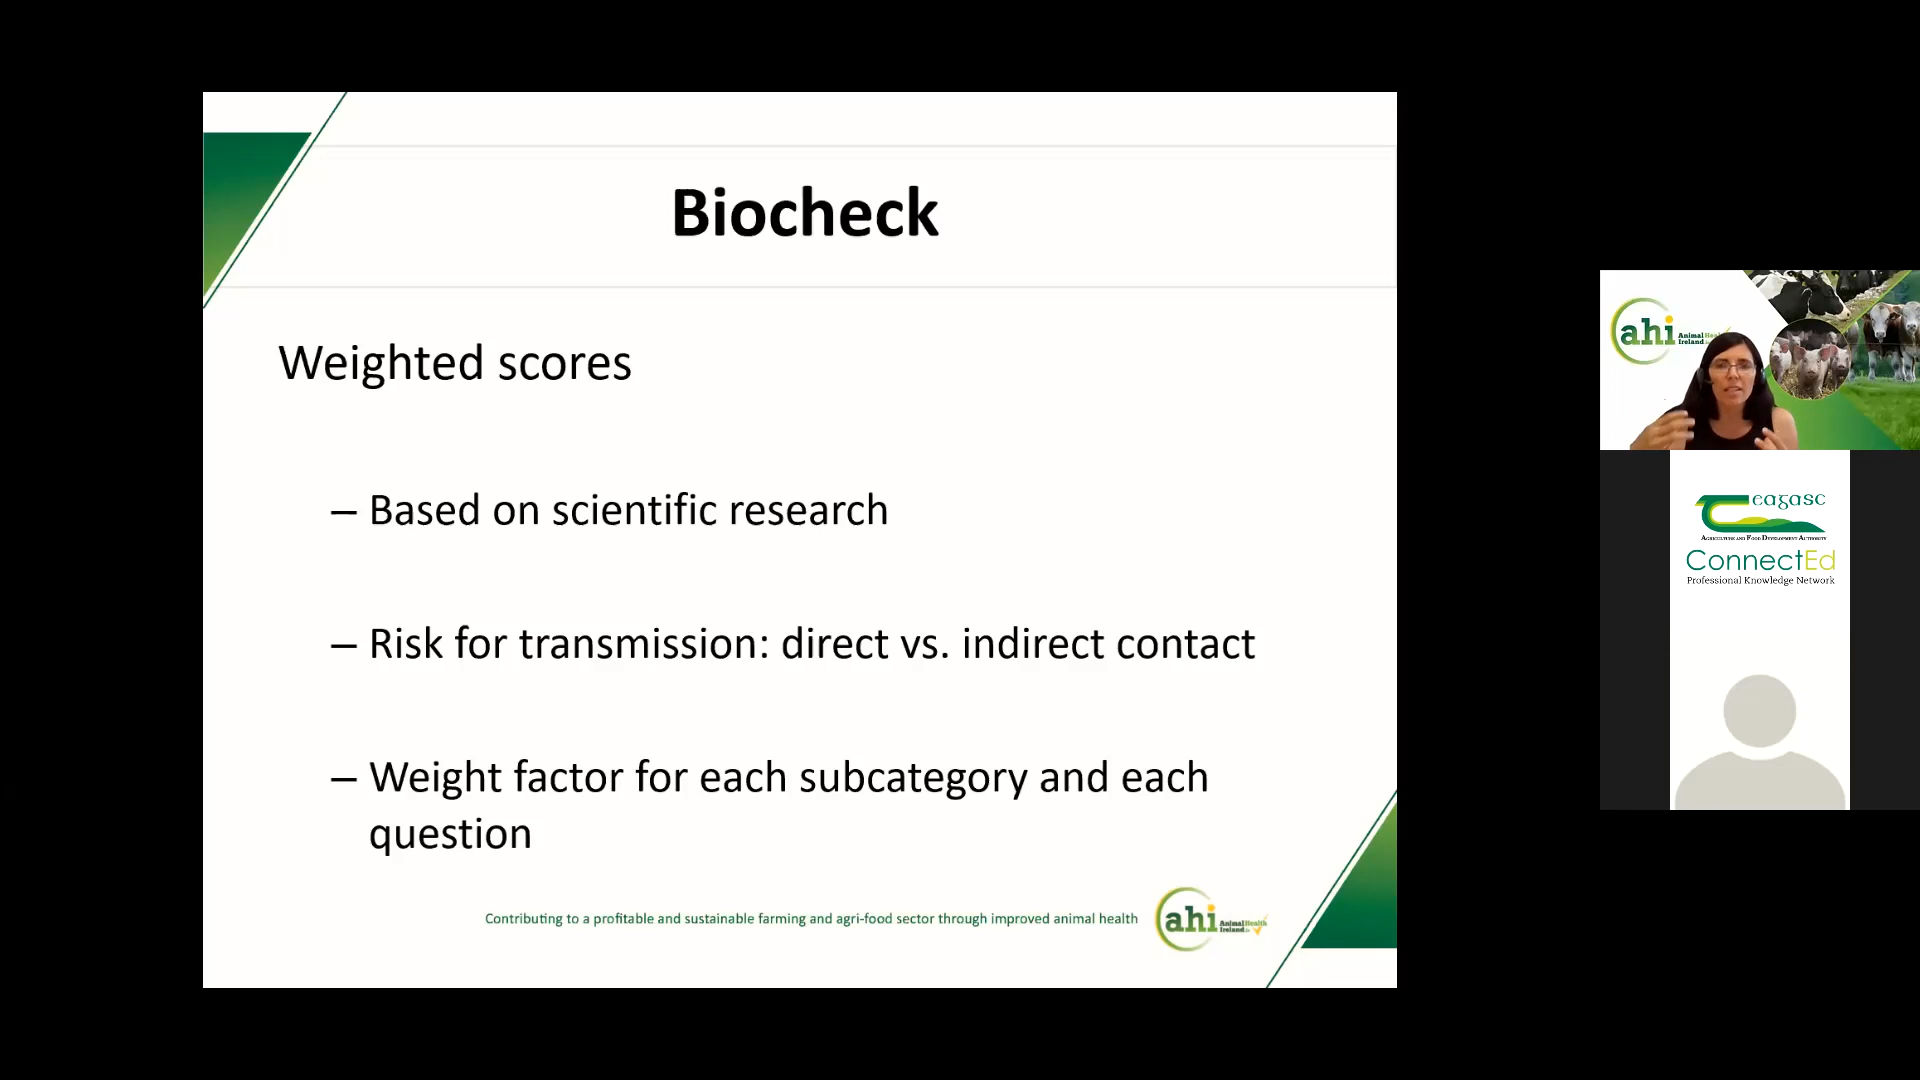 Biocheck
Weighted scores
– Based on scientific research
– Risk for transmission: direct vs. indirect contact
– Weight factor for each subcategory and each
question
Contributing to a profitable and sustainable farming and agri-food sector through improved animal health
ahi Animal Health
Ireland.ie
ahi Animal
Ireland
Teagasc
AGRICULTURE AND FOOD DEVELOPMENT AUTHORITY
ConnectEd
Professional Knowledge Network